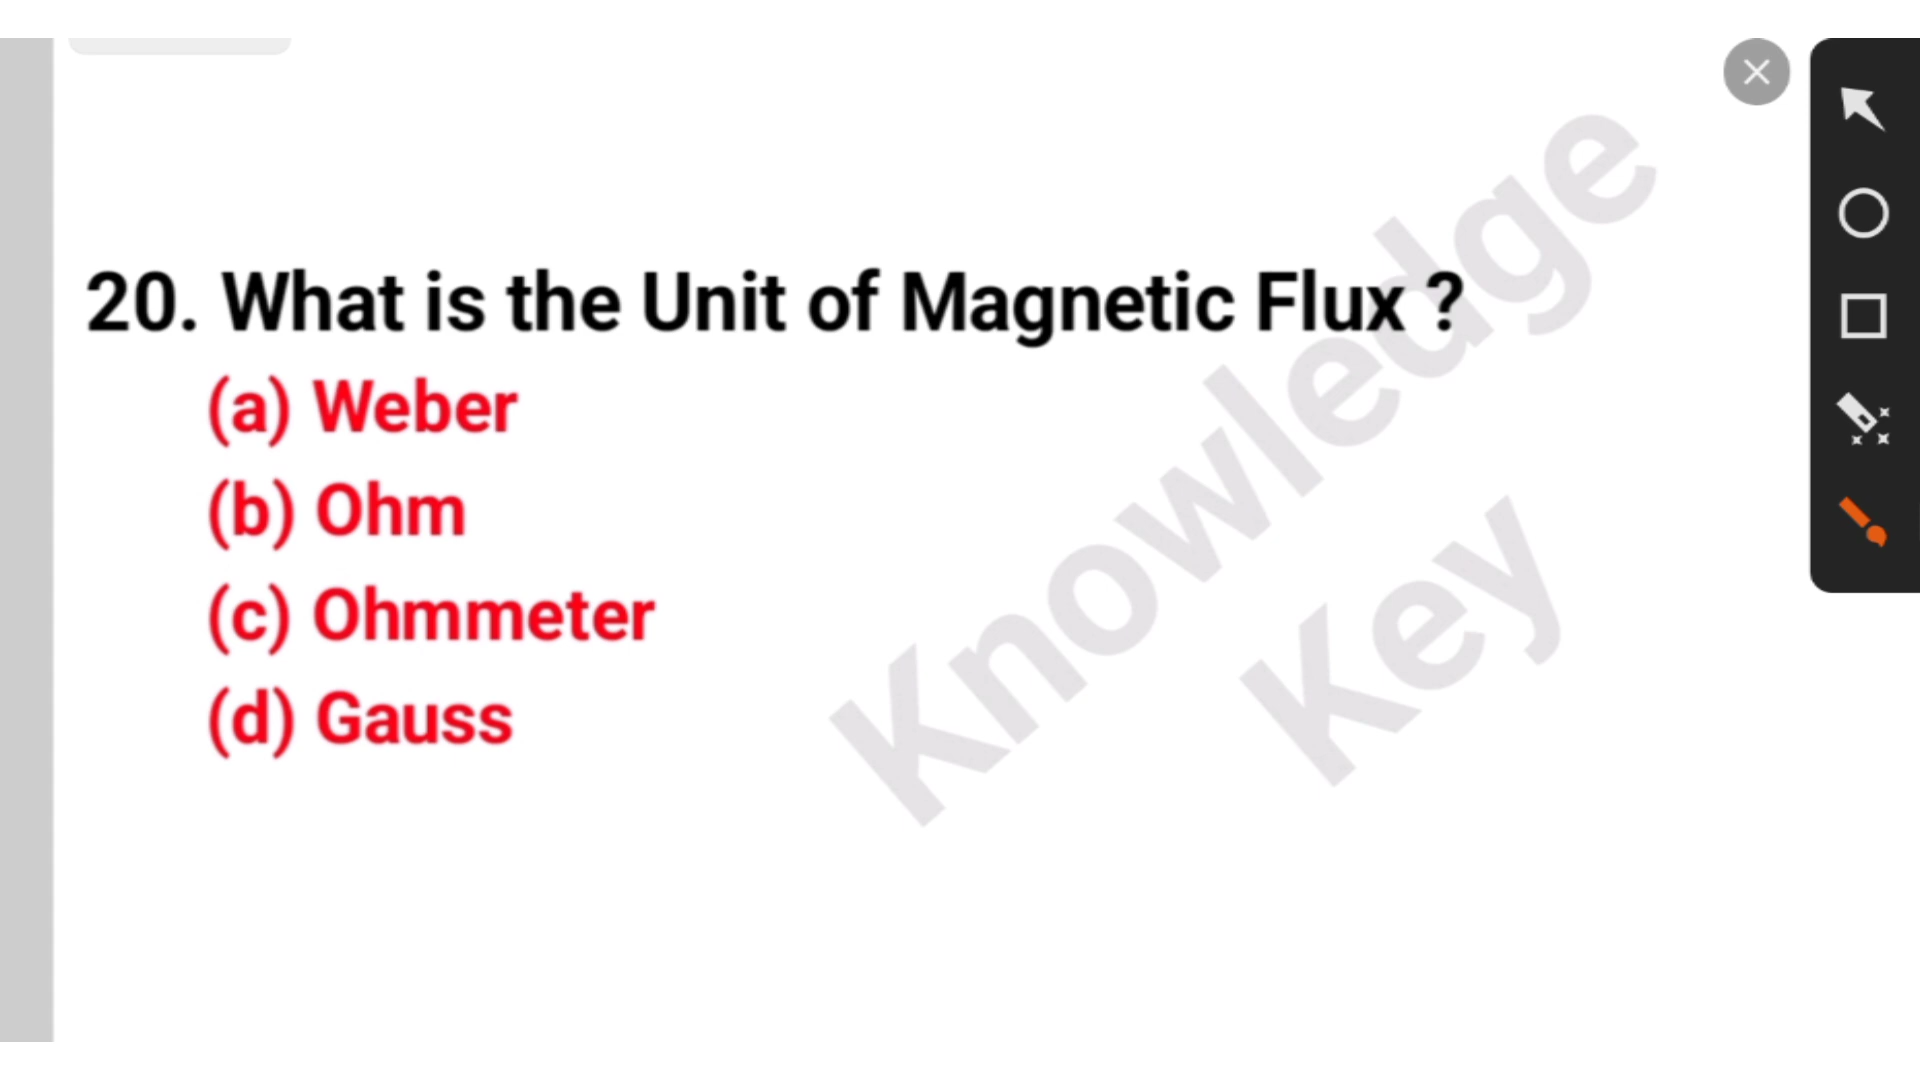 20. What is the Unit of Magnetic Flux ?
(a) Weber
(b) Ohm
(c) Ohmmeter
(d) Gauss
Knowledge
Key